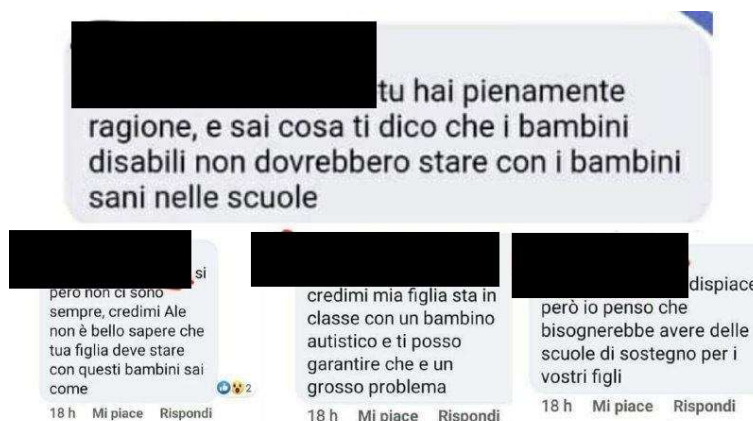 tu hai pienamente
ragione, e sai cosa ti dico che i bambini
disabili non dovrebbero stare con i bambini
sani nelle scuole
si
però non ci sono
sempre, credimi Ale
non è bello sapere che
tua figlia deve stare
con questi bambini sai
come
2
18 h Mi piace Rispondi
credimi mia figlia sta in
classe con un bambino
autistico e ti posso
garantire che e un
grosso problema
18 h Mi piace Rispondi
dispiace
però io penso che
bisognerebbe avere delle
scuole di sostegno per i
vostri figli
18 h Mi piace Rispondi